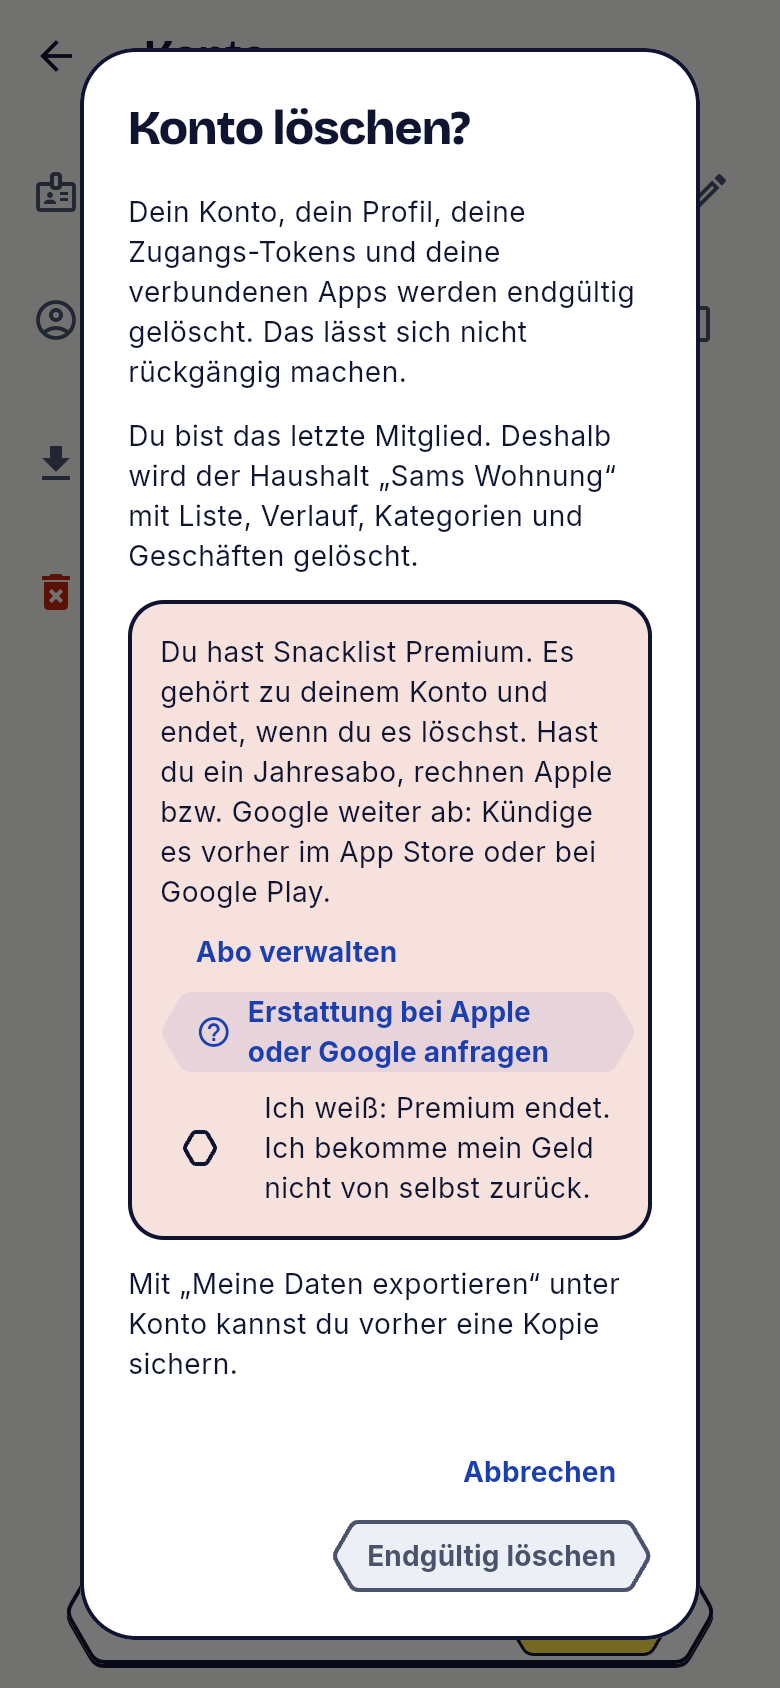 Konto löschen?
Dein Konto, dein Profil, deine
Zugangs-Tokens und deine
verbundenen Apps werden endgültig
gelöscht. Das lässt sich nicht
rückgängig machen.
Du bist das letzte Mitglied. Deshalb
wird der Haushalt „Sams Wohnung“
mit Liste, Verlauf, Kategorien und
Geschäften gelöscht.
Du hast Snacklist Premium. Es
gehört zu deinem Konto und
endet, wenn du es löschst. Hast
du ein Jahresabo, rechnen Apple
bzw. Google weiter ab: Kündige
es vorher im App Store oder bei
Google Play.
Abo verwalten
Erstattung bei Apple
oder Google anfragen
Ich weiß: Premium endet.
Ich bekomme mein Geld
nicht von selbst zurück.
Mit „Meine Daten exportieren“ unter
Konto kannst du vorher eine Kopie
sichern.
Abbrechen
Endgültig löschen